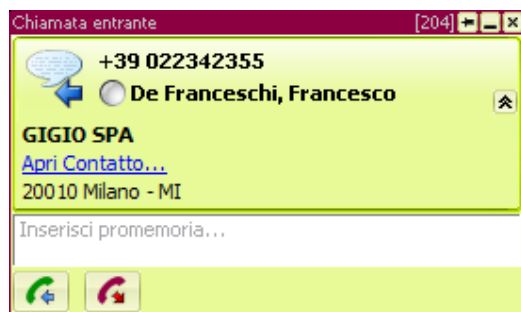 Chiamata entrante [204]
+39 022342355
De Franceschi, Francesco
GIGIO SPA
Apri Contatto...
20010 Milano - MI
Inserisci promemoria...